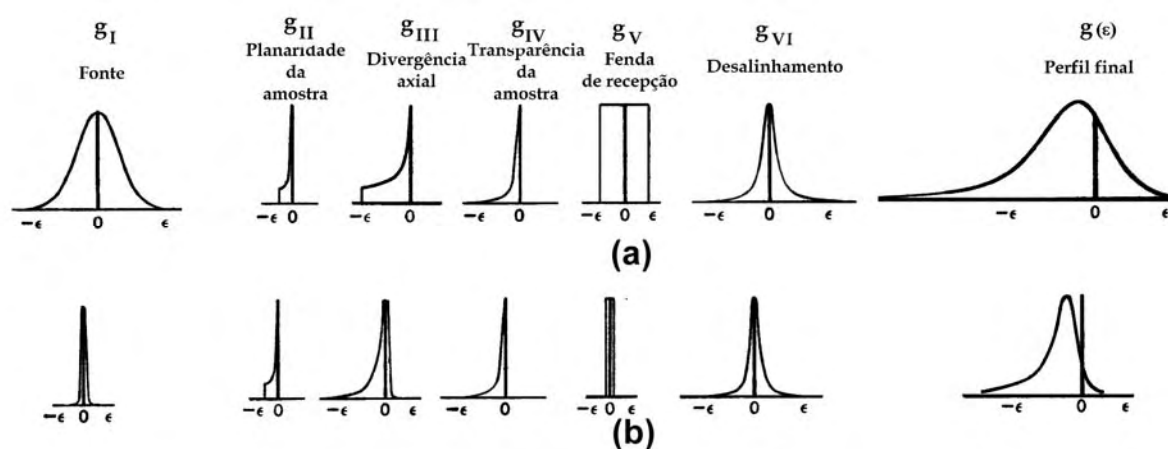 g_I
Fonte
g_II
Planaridade
da
amostra
g_III
Divergência
axial
g_IV
Transparência
da
amostra
g_V
Fenda
de recepção
g_VI
Desalinhamento
g(ε)
Perfil final
−ϵ 0 ϵ
−ϵ 0
−ϵ 0
−ϵ 0
−ϵ 0 ϵ
−ϵ 0 ϵ
−ϵ 0 ϵ
(a)
−ϵ 0 ϵ
−ϵ 0
−ϵ 0 ϵ
−ϵ 0
−ϵ 0 ϵ
−ϵ 0 ϵ
−ϵ 0 ϵ
(b)